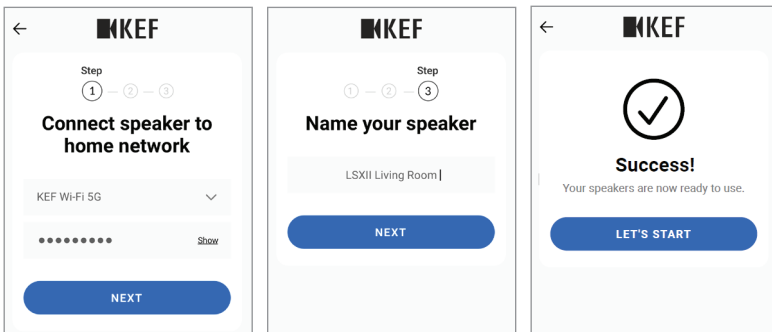 KEF
Step
1 2 3
Connect speaker to
home network
KEF Wi-Fi 5G
Show
NEXT
KEF
Step
1 2 3
Name your speaker
LSXII Living Room
NEXT
KEF
Success!
Your speakers are now ready to use.
LET'S START